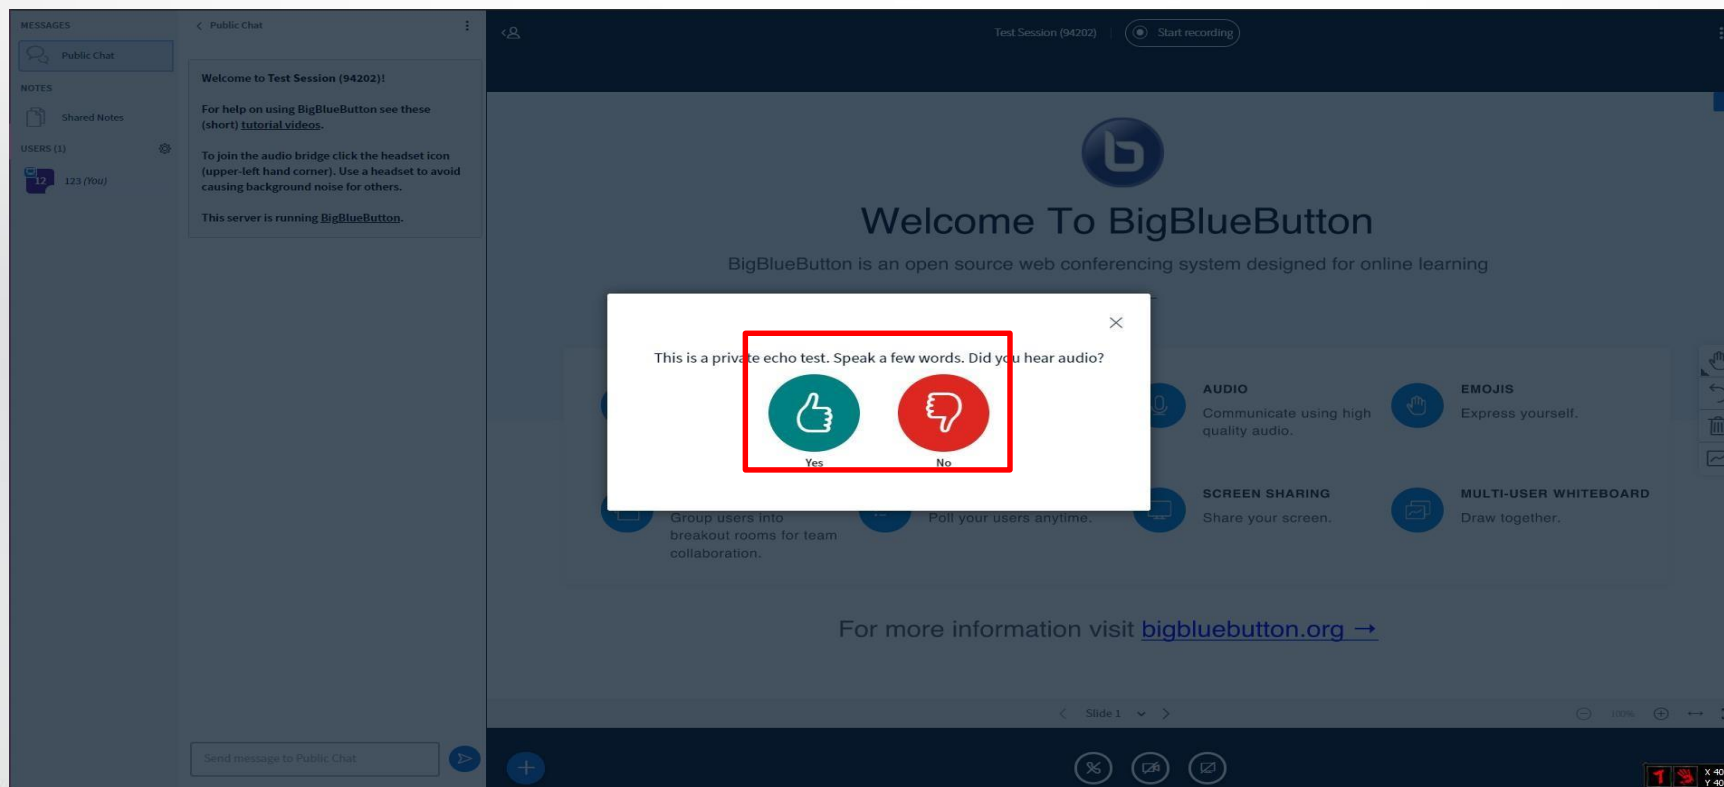 MESSAGES
Public Chat
NOTES
Shared Notes
USERS (1)
12
123 (You)
Public Chat
Welcome to Test Session (94202)!
For help on using BigBlueButton see these
(short) tutorial videos.
To join the audio bridge click the headset icon
(upper-left hand corner). Use a headset to avoid
causing background noise for others.
This server is running BigBlueButton.
Send message to Public Chat
Test Session (94202)
Start recording
b
Welcome To BigBlueButton
BigBlueButton is an open source web conferencing system designed for online learning
This is a private echo test. Speak a few words. Did you hear audio?
Yes
No
AUDIO
Communicate using high
quality audio.
EMOJIS
Express yourself.
Group users into
breakout rooms for team
collaboration.
Poll your users anytime.
SCREEN SHARING
Share your screen.
MULTI-USER WHITEBOARD
Draw together.
For more information visit bigbluebutton.org →
Slide 1
100%
X 40
Y 40